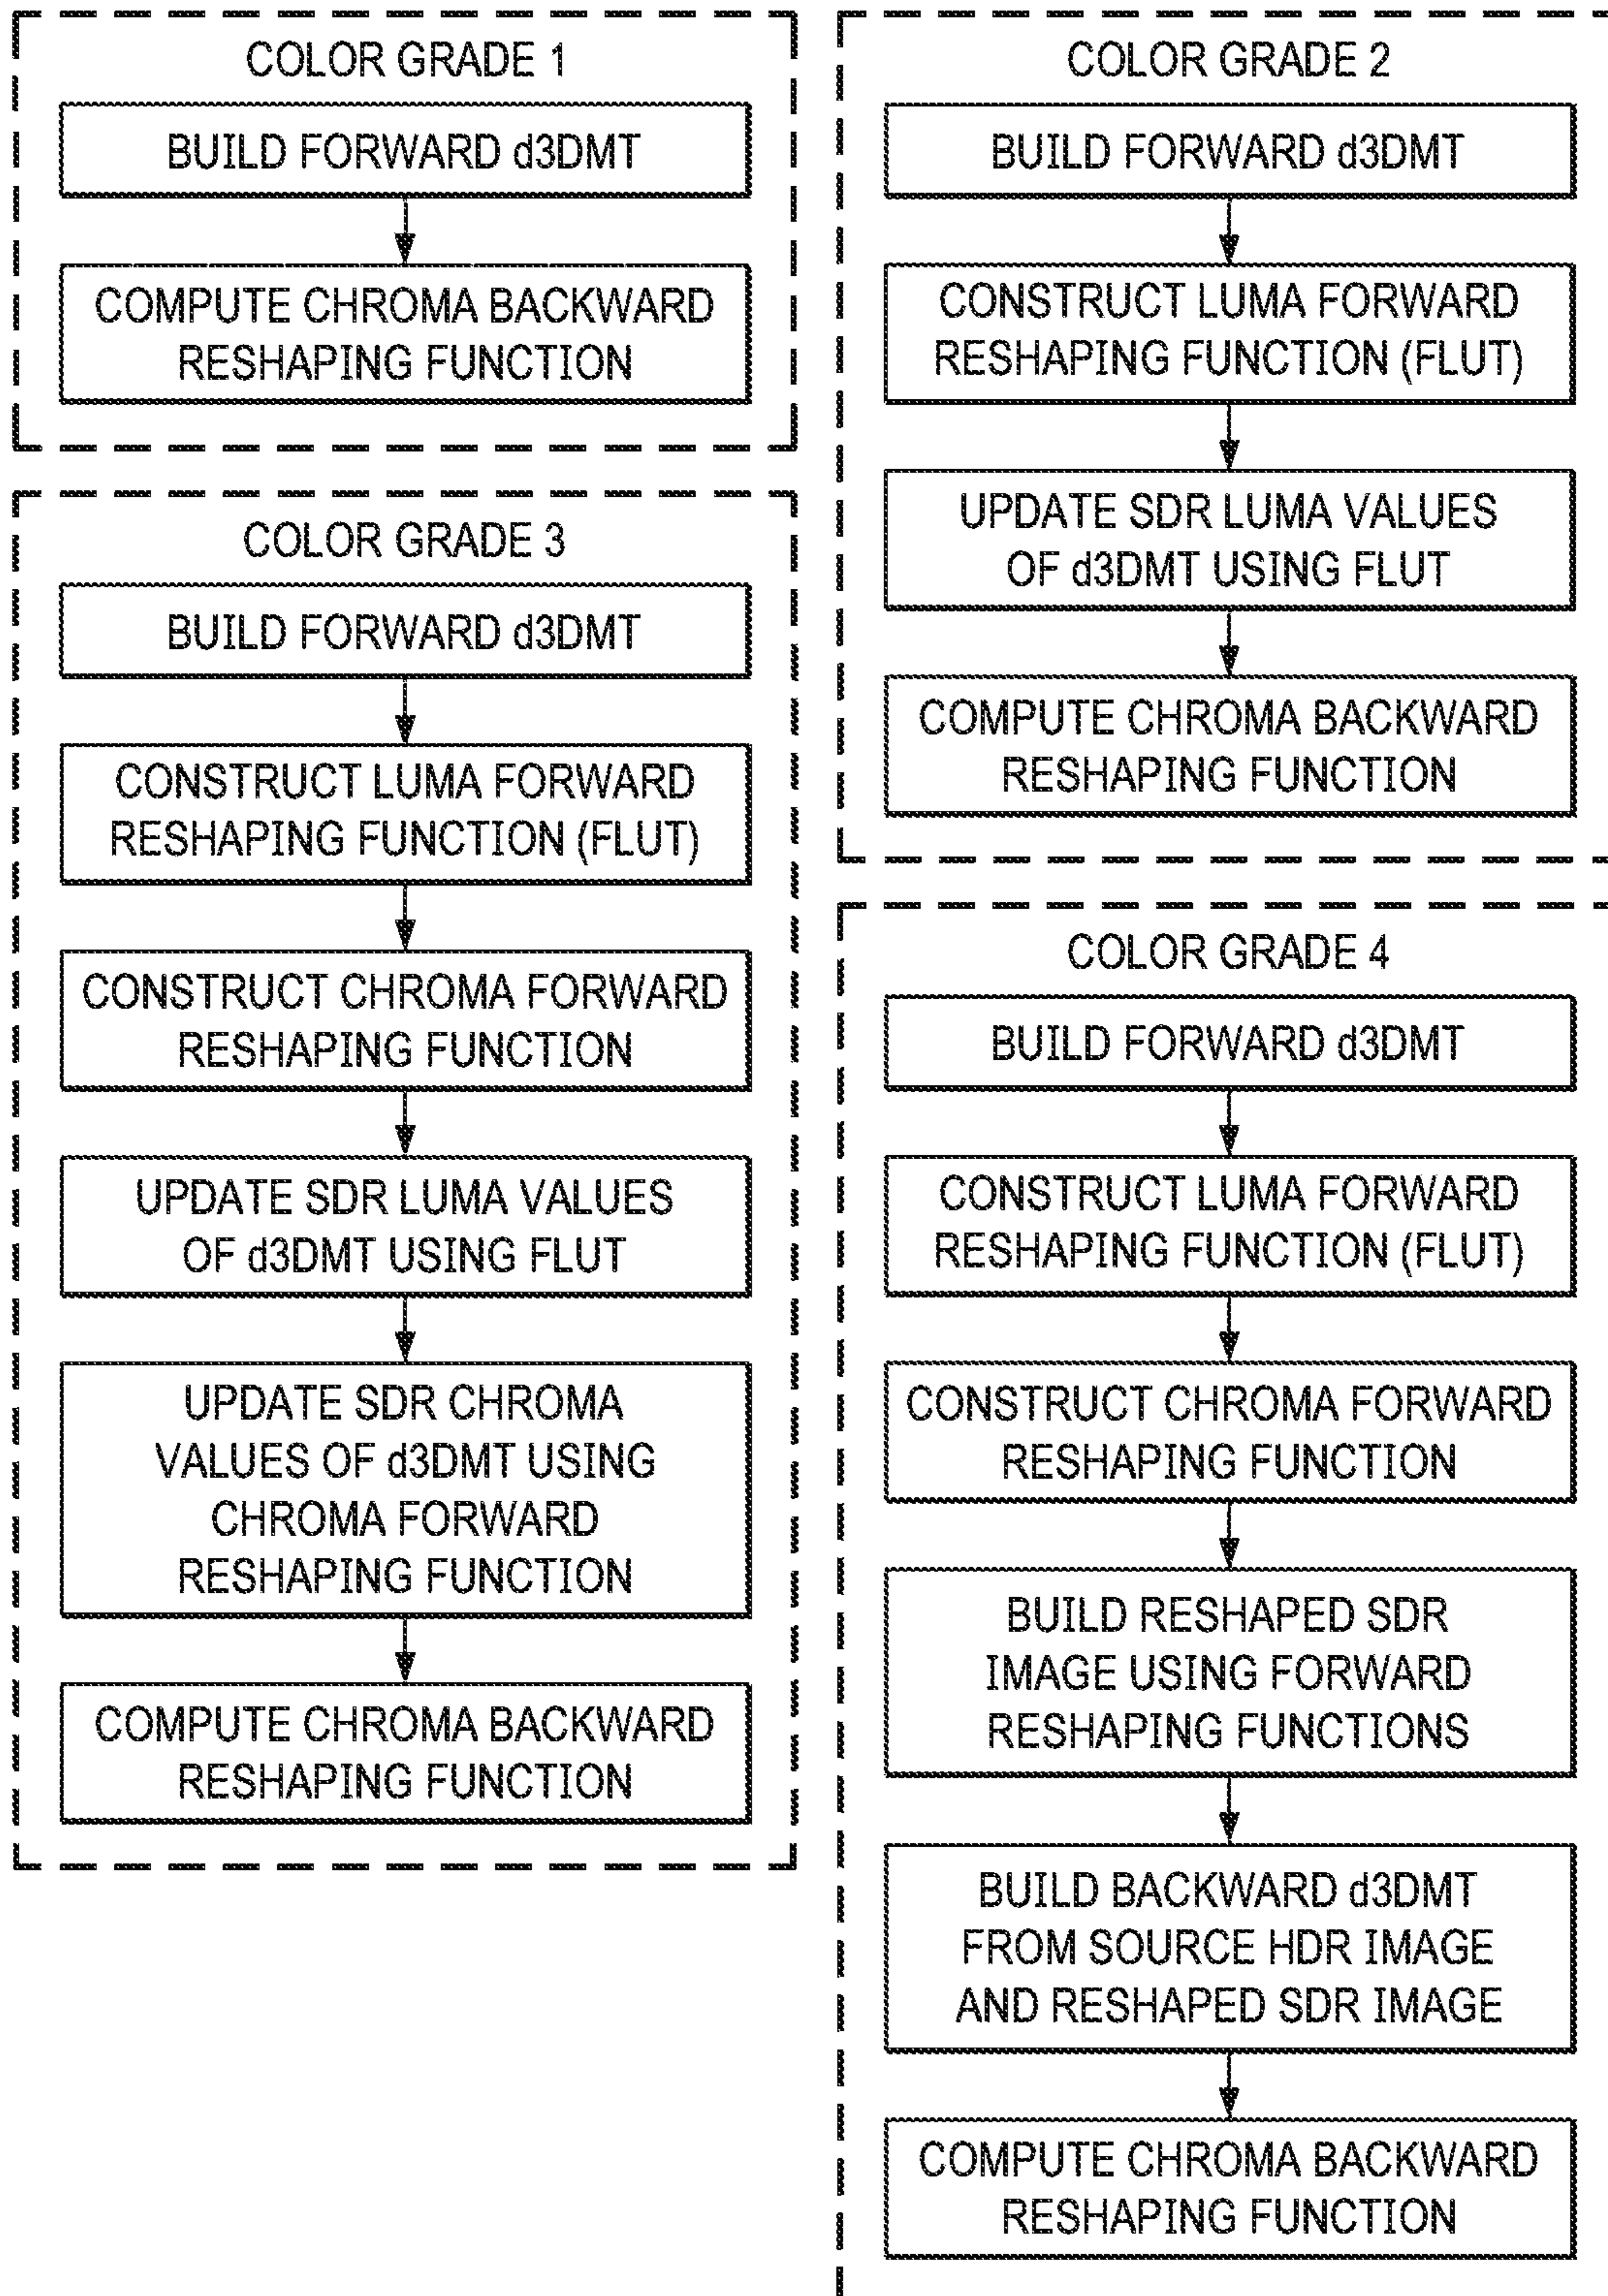 COLOR GRADE 1
BUILD FORWARD d3DMT
COMPUTE CHROMA BACKWARD
RESHAPING FUNCTION
COLOR GRADE 2
BUILD FORWARD d3DMT
CONSTRUCT LUMA FORWARD
RESHAPING FUNCTION (FLUT)
UPDATE SDR LUMA VALUES
OF d3DMT USING FLUT
COMPUTE CHROMA BACKWARD
RESHAPING FUNCTION
COLOR GRADE 3
BUILD FORWARD d3DMT
CONSTRUCT LUMA FORWARD
RESHAPING FUNCTION (FLUT)
CONSTRUCT CHROMA FORWARD
RESHAPING FUNCTION
UPDATE SDR LUMA VALUES
OF d3DMT USING FLUT
UPDATE SDR CHROMA
VALUES OF d3DMT USING
CHROMA FORWARD
RESHAPING FUNCTION
COMPUTE CHROMA BACKWARD
RESHAPING FUNCTION
COLOR GRADE 4
BUILD FORWARD d3DMT
CONSTRUCT LUMA FORWARD
RESHAPING FUNCTION (FLUT)
CONSTRUCT CHROMA FORWARD
RESHAPING FUNCTION
BUILD RESHAPED SDR
IMAGE USING FORWARD
RESHAPING FUNCTIONS
BUILD BACKWARD d3DMT
FROM SOURCE HDR IMAGE
AND RESHAPED SDR IMAGE
COMPUTE CHROMA BACKWARD
RESHAPING FUNCTION